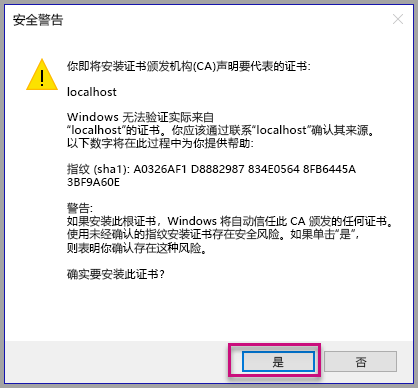 安全警告
你即将安装证书颁发机构(CA)声明要代表的证书:
localhost
Windows 无法验证实际来自
“localhost”的证书。你应该通过联系“localhost”确认其来源。
以下数字将在此过程中为你提供帮助:
指纹 (sha1): A0326AF1 D8882987 834E0564 8FB6445A
3BF9A60E
警告:
如果安装此根证书，Windows 将自动信任此 CA 颁发的任何证书。
使用未经确认的指纹安装证书存在安全风险。如果单击“是”，
则表明你确认存在这种风险。
确实要安装此证书?
是
否